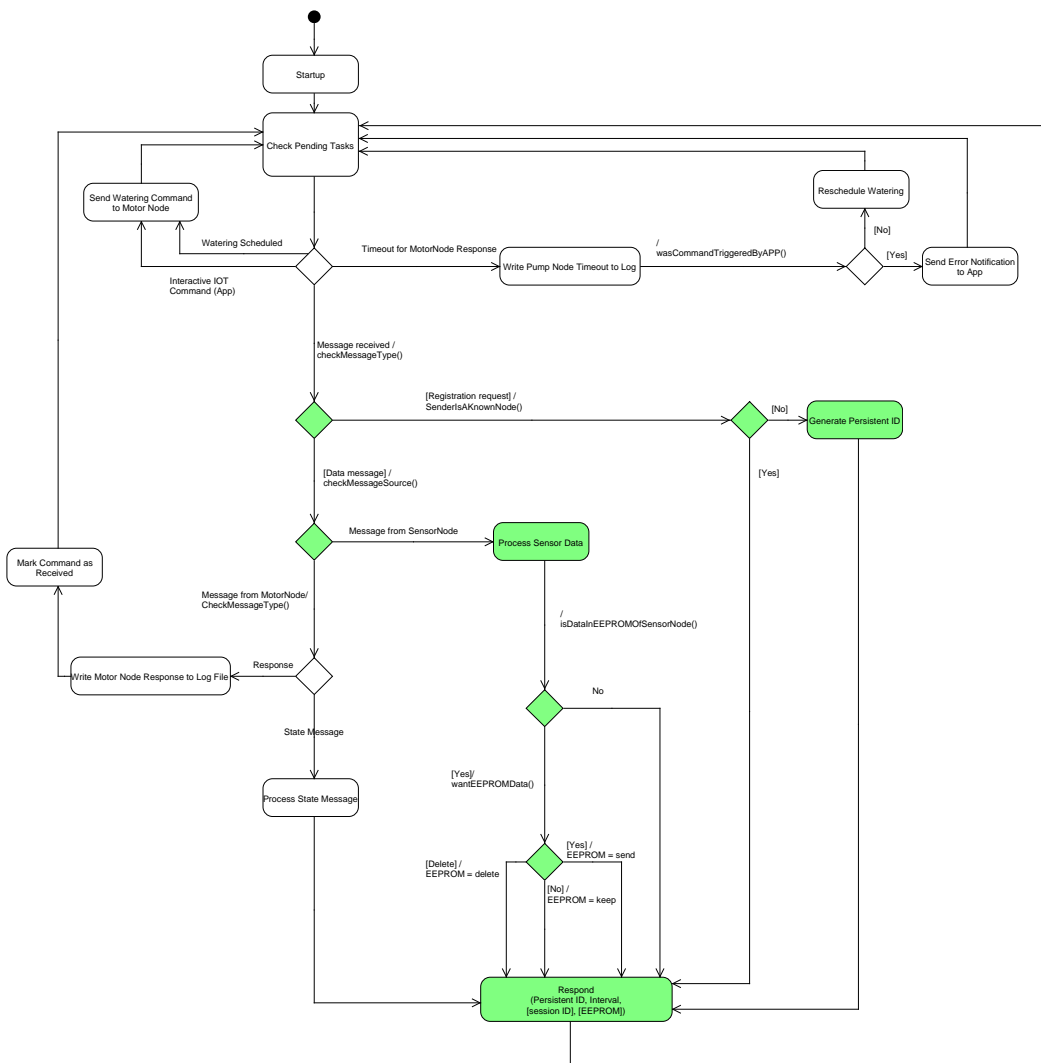 Startup
Check Pending Tasks
Send Watering Command
to Motor Node
Reschedule Watering
Watering Scheduled
Timeout for MotorNode Response
/
wasCommandTriggeredByAPP()
[No]
[Yes]
Write Pump Node Timeout to Log
Send Error Notification
to App
Interactive IOT
Command (App)
Message received /
checkMessageType()
[Registration request] /
SenderIsAKnownNode()
[No]
Generate Persistent ID
[Data message] /
checkMessageSource()
[Yes]
Message from SensorNode
Process Sensor Data
Mark Command as
Received
Message from MotorNode/
CheckMessageType()
/
isDataInEEPROMOfSensorNode()
Response
Write Motor Node Response to Log File
No
State Message
[Yes]/
wantEEPROMData()
Process State Message
[Yes] /
EEPROM = send
[Delete] /
EEPROM = delete
[No] /
EEPROM = keep
Respond
(Persistent ID, Interval,
[session ID], [EEPROM])